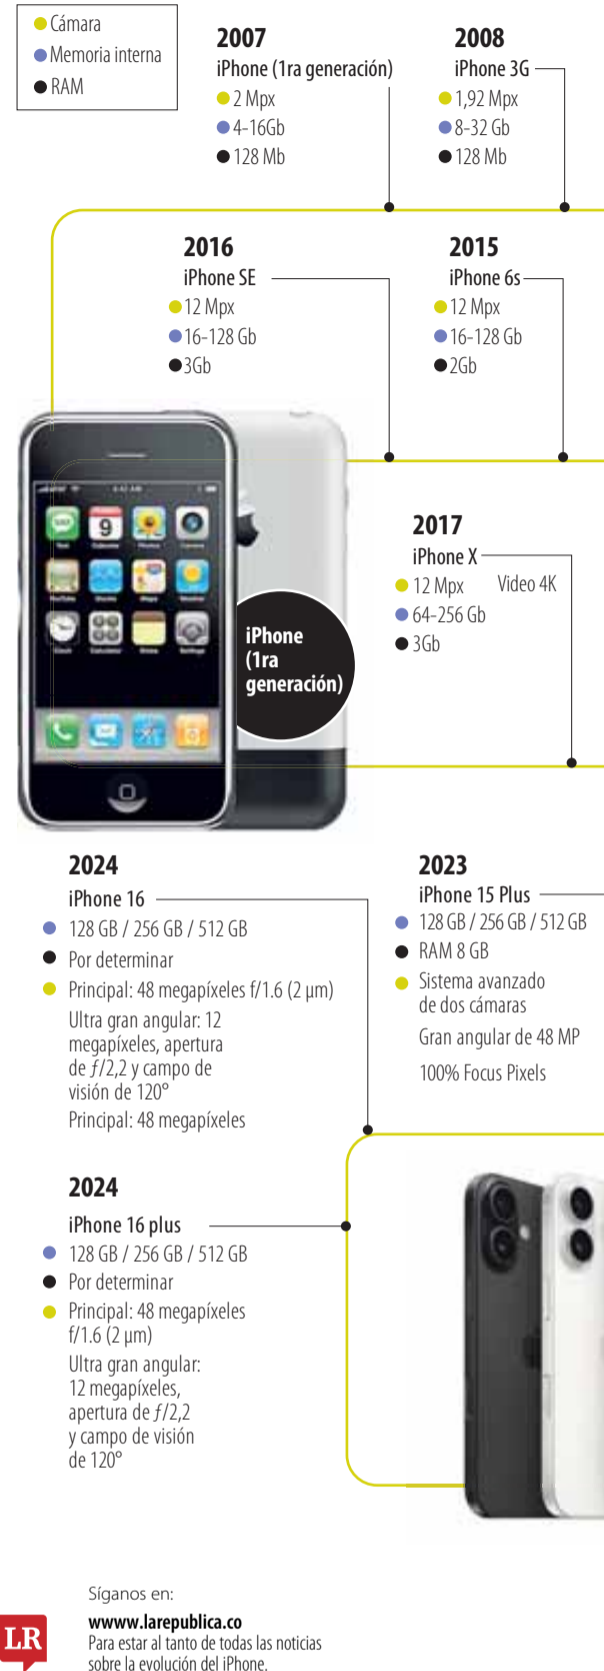 Cámara
Memoria interna
RAM
2007
iPhone (1ra generación)
2 Mpx
4-16Gb
128 Mb
2008
iPhone 3G
1,92 Mpx
8-32 Gb
128 Mb
2016
iPhone SE
12 Mpx
16-128 Gb
3Gb
2015
iPhone 6s
12 Mpx
16-128 Gb
2Gb
9
iPhone
(1ra
generación)
2017
iPhone X
12 Mpx Video 4K
64-256 Gb
3Gb
2024
iPhone 16
128 GB / 256 GB / 512 GB
Por determinar
Principal: 48 megapíxeles f/1.6 (2 µm)
Ultra gran angular: 12
megapíxeles, apertura
de ƒ/2,2 y campo de
visión de 120°
Principal: 48 megapíxeles
2023
iPhone 15 Plus
128 GB / 256 GB / 512 GB
RAM 8 GB
Sistema avanzado
de dos cámaras
Gran angular de 48 MP
100% Focus Pixels
2024
iPhone 16 plus
128 GB / 256 GB / 512 GB
Por determinar
Principal: 48 megapíxeles
f/1.6 (2 µm)
Ultra gran angular:
12 megapíxeles,
apertura de ƒ/2,2
y campo de visión
de 120°
LR
Síganos en:
wwww.larepublica.co
Para estar al tanto de todas las noticias
sobre la evolución del iPhone.